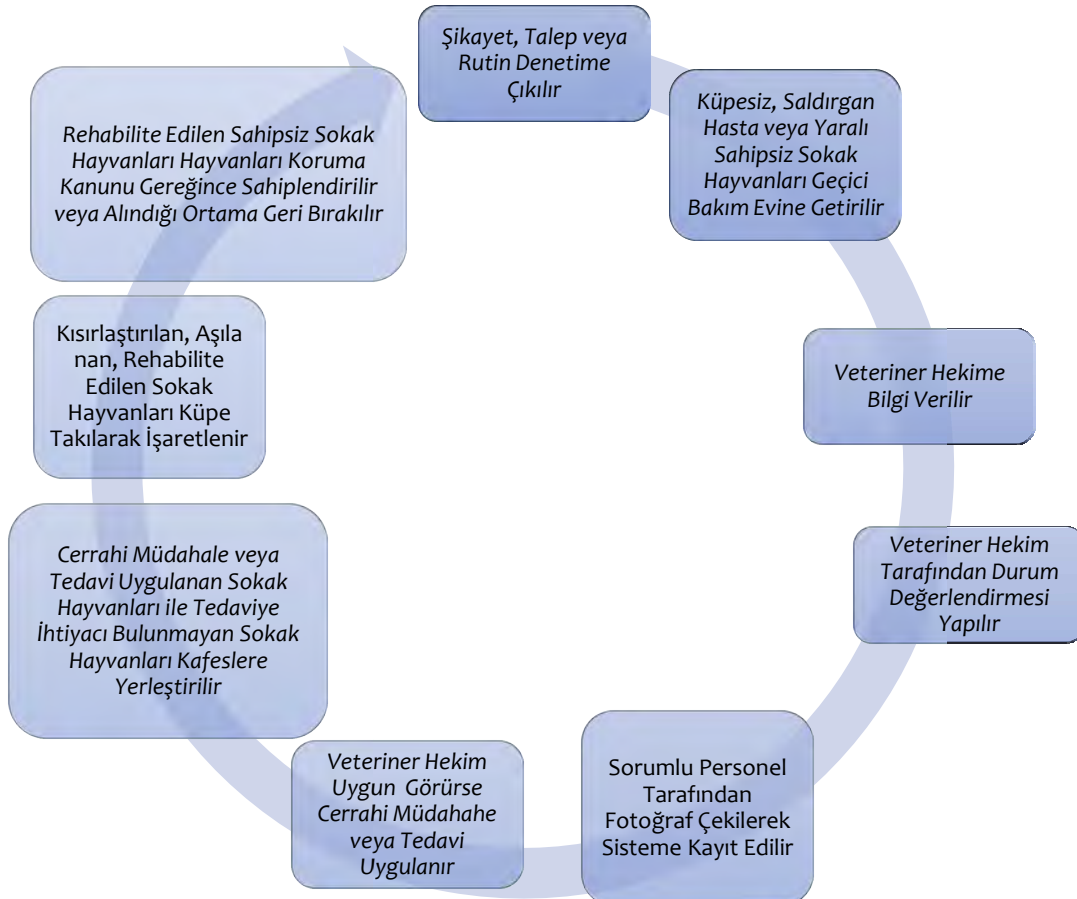 Şikayet, Talep veya
Rutin Denetime
Çıkılır
Küpesiz, Saldırgan
Hasta veya Yaralı
Sahipsiz Sokak
Hayvanları Geçici
Bakım Evine Getirilir
Veteriner Hekime
Bilgi Verilir
Veteriner Hekim
Tarafından Durum
Değerlendirmesi
Yapılır
Sorumlu Personel
Tarafından
Fotoğraf Çekilerek
Sisteme Kayıt Edilir
Veteriner Hekim
Uygun Görürse
Cerrahi Müdahahe
veya Tedavi
Uygulanır
Cerrahi Müdahale veya
Tedavi Uygulanan Sokak
Hayvanları ile Tedaviye
İhtiyacı Bulunmayan Sokak
Hayvanları Kafeslere
Yerleştirilir
Kısırlaştırılan, Aşıla
nan, Rehabilite
Edilen Sokak
Hayvanları Küpe
Takılarak İşaretlenir
Rehabilite Edilen Sahipsiz Sokak
Hayvanları Hayvanları Koruma
Kanunu Gereğince Sahiplendirilir
veya Alındığı Ortama Geri Bırakılır